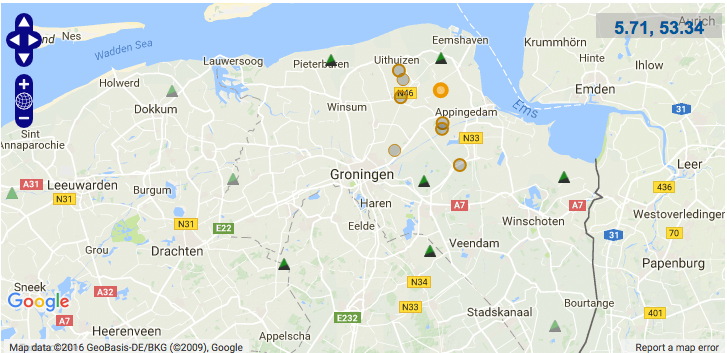 5.71, 53.34
Aurich
Nes
Wadden Sea
Eemshaven
Krummhörn
Hinte
Ihlow
Lauwersoog
Pieterburen
Uithuizen
Holwerd
Dokkum
Winsum
N46
Appingedam
Ems
Emden
31
Sint
Annaparochie
N33
Leer
Groningen
A31
Leeuwarden
N31
Burgum
Haren
A7
A7
436
Westoverledingen
N31
E22
Eelde
Winschoten
31
70
Grou
Drachten
Veendam
Papenburg
Sneek
A32
N34
Google
N33
Bourtange
A7
E232
Stadskanaal
401
Heerenveen
Appelscha
Map data ©2016 GeoBasis-DE/BKG (©2009), Google
Report a map error